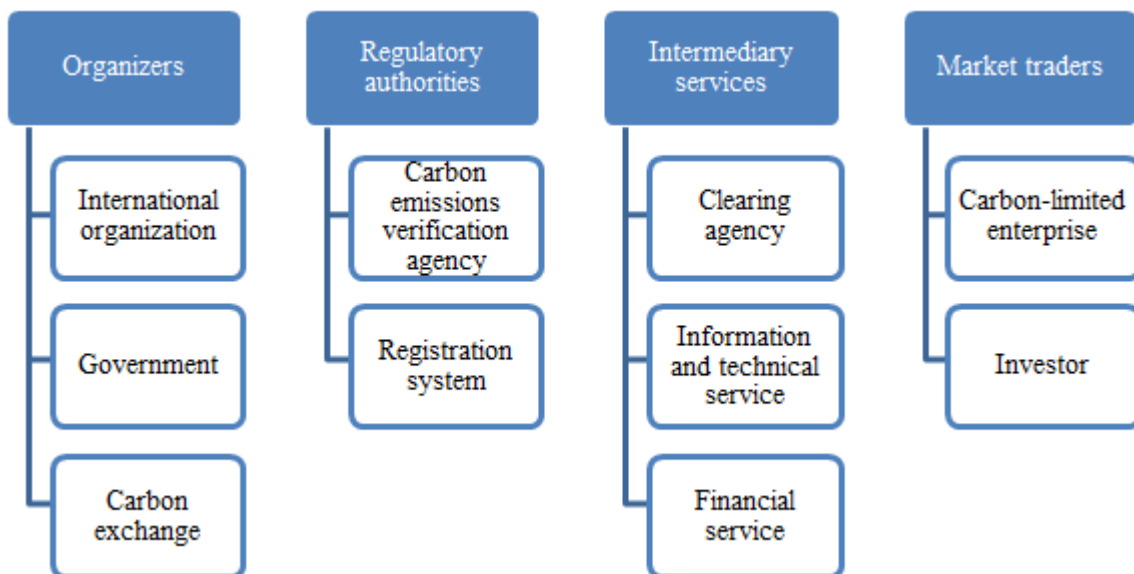 Organizers
International
organization
Government
Carbon
exchange
Regulatory
authorities
Carbon
emissions
verification
agency
Registration
system
Intermediary
services
Clearing
agency
Information
and technical
service
Financial
service
Market traders
Carbon-limited
enterprise
Investor